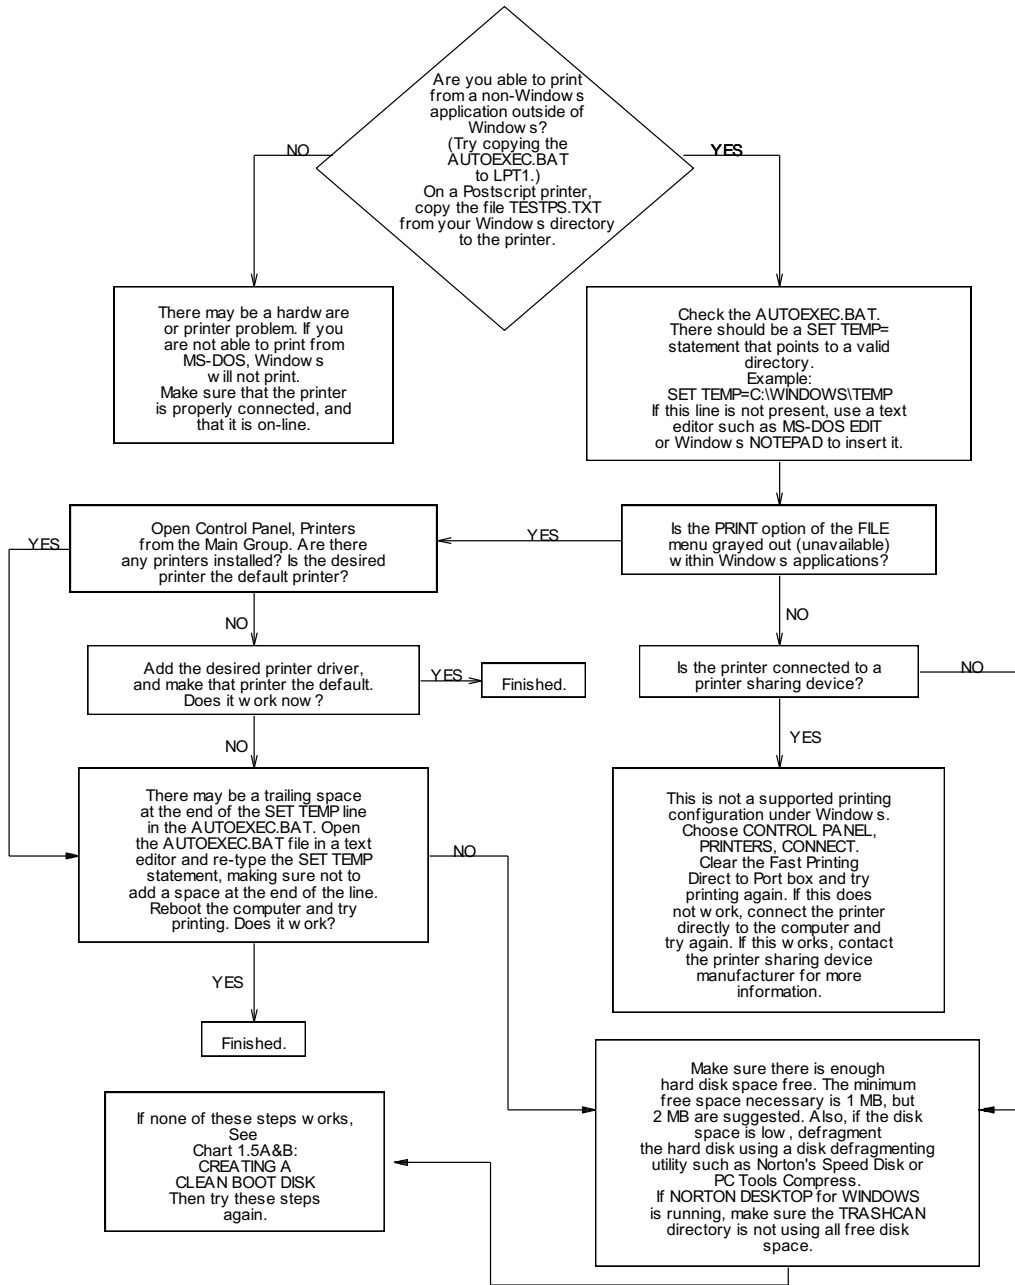 Are you able to print
from a non-Windows
application outside of
Windows?
(Try copying the
AUTOEXEC.BAT
to LPT1.)
On a Postscript printer,
copy the file TESTPS.TXT
from your Windows directory
to the printer.
NO
YES
There may be a hardware
or printer problem. If you
are not able to print from
MS-DOS, Windows
will not print.
Make sure that the printer
is properly connected, and
that it is on-line.
Check the AUTOEXEC.BAT.
There should be a SET TEMP=
statement that points to a valid
directory.
Example:
SET TEMP=C:\WINDOWS\TEMP
If this line is not present, use a text
editor such as MS-DOS EDIT
or Windows NOTEPAD to insert it.
YES
Open Control Panel, Printers
from the Main Group. Are there
any printers installed? Is the desired
printer the default printer?
YES
Is the PRINT option of the FILE
menu grayed out (unavailable)
within Windows applications?
NO
NO
Add the desired printer driver,
and make that printer the default.
Does it work now?
YES
Finished.
Is the printer connected to a
printer sharing device?
NO
NO
YES
There may be a trailing space
at the end of the SET TEMP line
in the AUTOEXEC.BAT. Open
the AUTOEXEC.BAT file in a text
editor and re-type the SET TEMP
statement, making sure not to
add a space at the end of the line.
Reboot the computer and try
printing. Does it work?
NO
This is not a supported printing
configuration under Windows.
Choose CONTROL PANEL,
PRINTERS, CONNECT.
Clear the Fast Printing
Direct to Port box and try
printing again. If this does
not work, connect the printer
directly to the computer and
try again. If this works, contact
the printer sharing device
manufacturer for more
information.
YES
Finished.
Make sure there is enough
hard disk space free. The minimum
free space necessary is 1 MB, but
2 MB are suggested. Also, if the disk
space is low, defragment
the hard disk using a disk defragmenting
utility such as Norton's Speed Disk or
PC Tools Compress.
If NORTON DESKTOP for WINDOWS
is running, make sure the TRASHCAN
directory is not using all free disk
space.
If none of these steps works,
See
Chart 1.5A&B:
CREATING A
CLEAN BOOT DISK
Then try these steps
again.